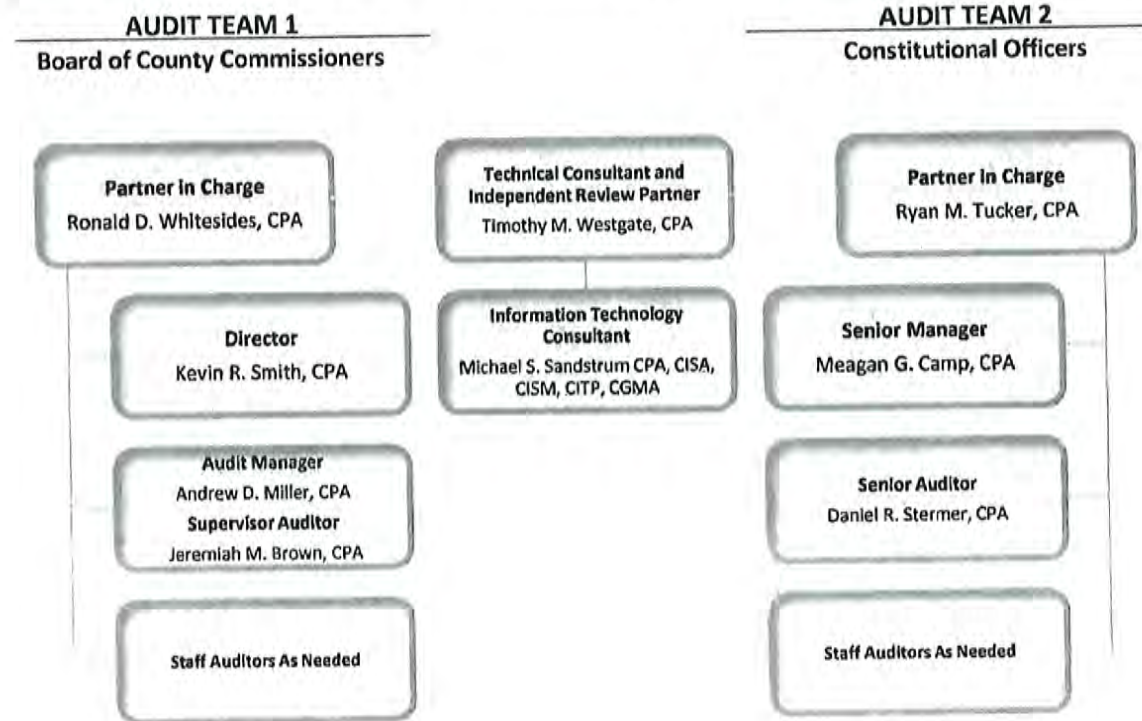 AUDIT TEAM 1
Board of County Commissioners
Partner in Charge
Ronald D. Whitesides, CPA
Director
Kevin R. Smith, CPA
Audit Manager
Andrew D. Miller, CPA
Supervisor Auditor
Jeremiah M. Brown, CPA
Staff Auditors As Needed
Technical Consultant and
Independent Review Partner
Timothy M. Westgate, CPA
Information Technology
Consultant
Michael S. Sandstrum CPA, CISA,
CISM, CITP, CGMA
AUDIT TEAM 2
Constitutional Officers
Partner in Charge
Ryan M. Tucker, CPA
Senior Manager
Meagan G. Camp, CPA
Senior Auditor
Daniel R. Stermer, CPA
Staff Auditors As Needed